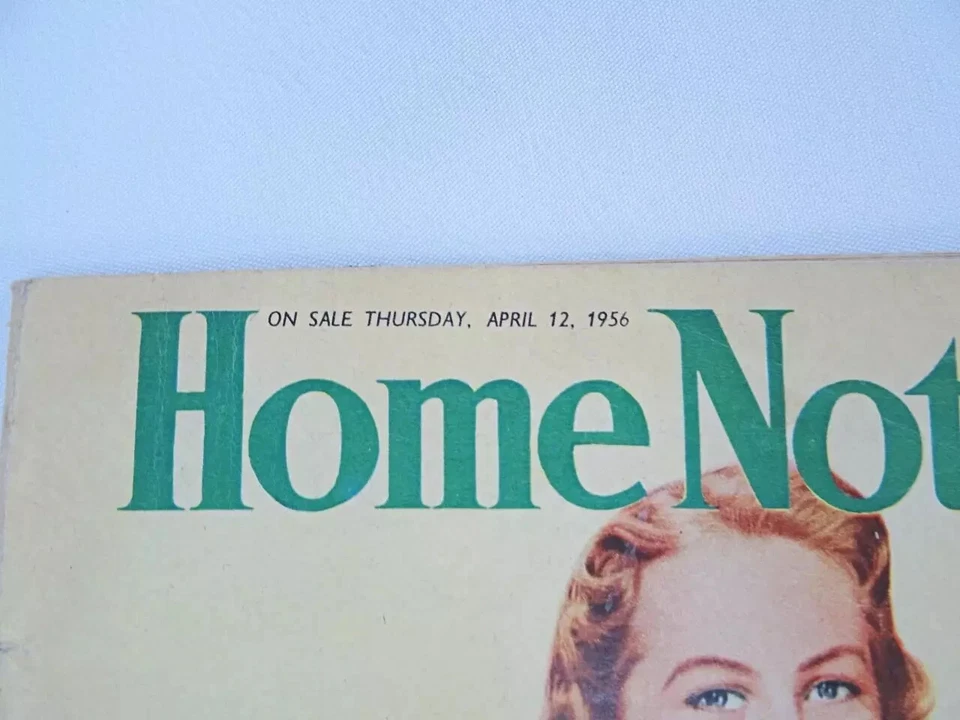 ON SALE THURSDAY, APRIL 12, 1956
Home Not